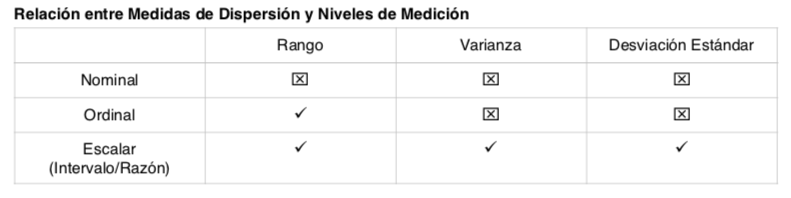 Relación entre Medidas de Dispersión y Niveles de Medición
Rango Varianza Desviación Estándar
Nominal ☒ ☒ ☒
Ordinal ✓ ☒ ☒
Escalar ✓ ✓ ✓
(Intervalo/Razón)